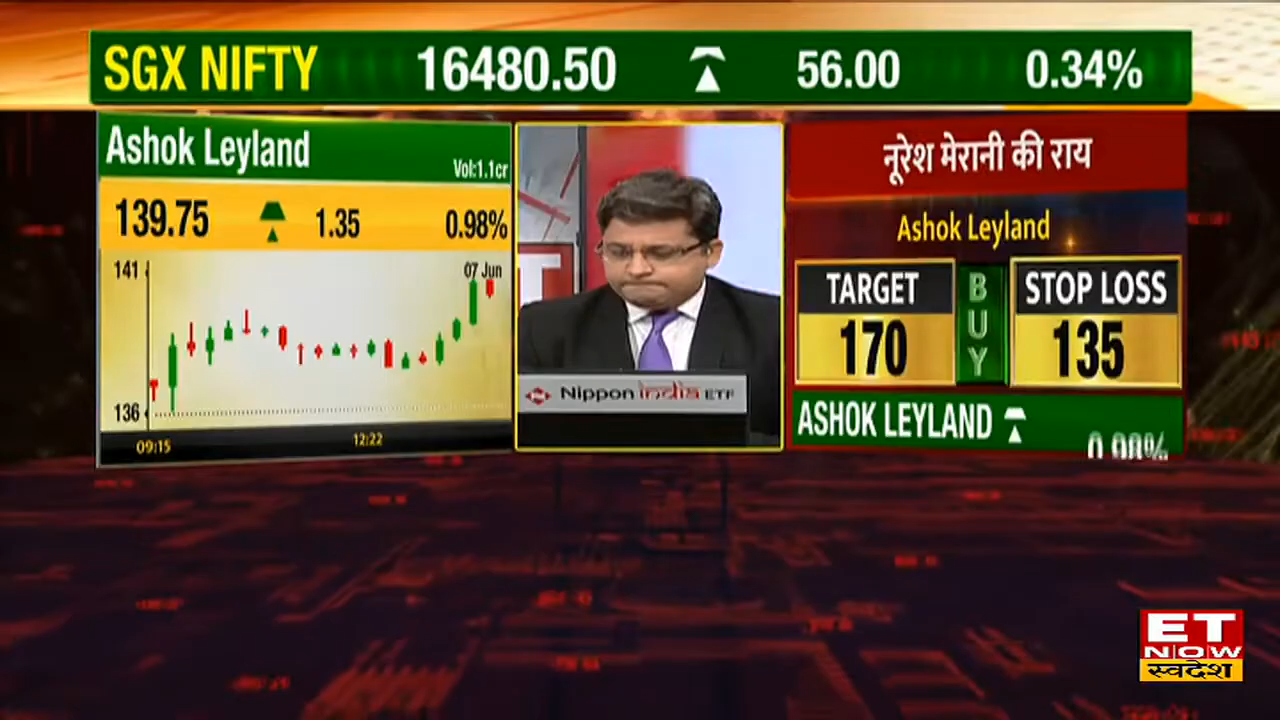 SGX NIFTY 16480.50 56.00 0.34%
Ashok Leyland Vol:1.1cr
139.75 1.35 0.98%
141 07 Jun
136
09:15 12:22
Nippon india ETF
नूरेश मेरानी की राय
Ashok Leyland
TARGET BUY STOP LOSS
170 135
ASHOK LEYLAND 0.98%
ET
NOW
स्वदेश